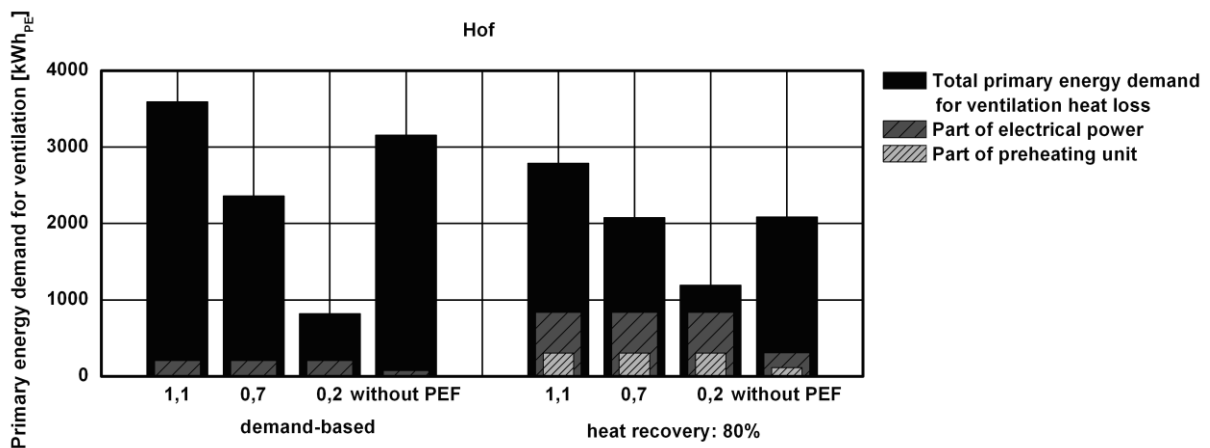 Hof
Primary energy demand for ventilation [kWhPE]
4000
3000
2000
1000
0
1,1 0,7 0,2 without PEF 1,1 0,7 0,2 without PEF
demand-based heat recovery: 80%
Total primary energy demand
for ventilation heat loss
Part of electrical power
Part of preheating unit